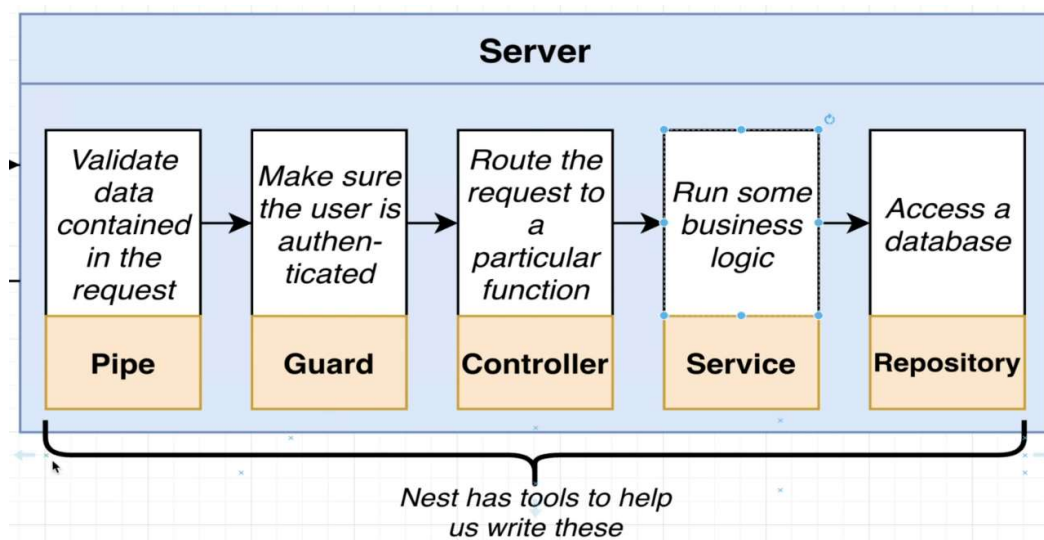 Server
Validate
data
contained
in the
request
Pipe
Make sure
the user is
authen-
ticated
Guard
Route the
request to
a
particular
function
Controller
Run some
business
logic
Service
Access a
database
Repository
Nest has tools to help
us write these